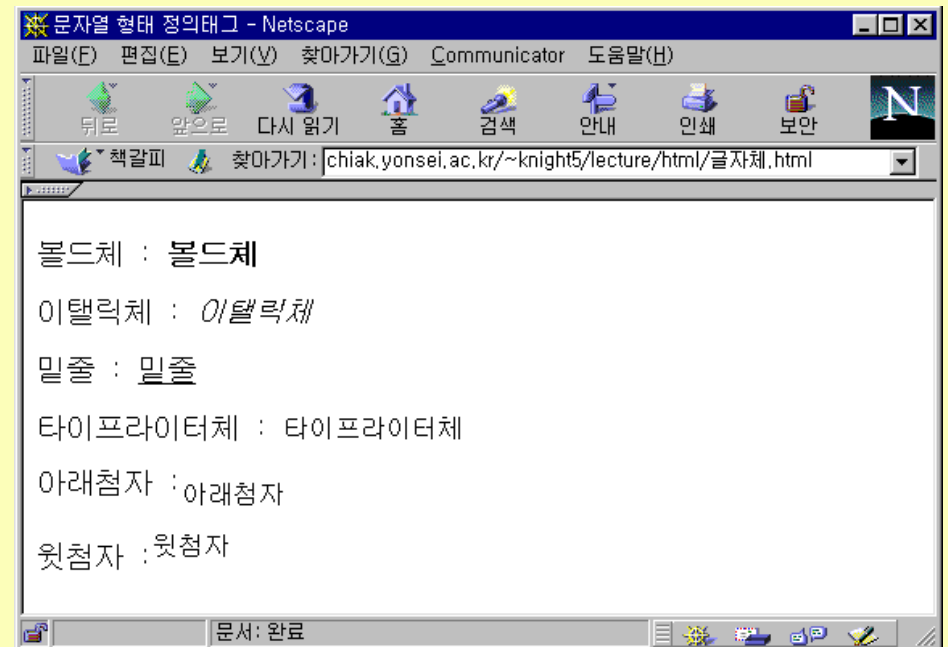 문자열 형태 정의태그 - Netscape
파일(F) 편집(E) 보기(V) 찾아가기(G) Communicator 도움말(H)
뒤로 앞으로 다시 읽기 홈 검색 안내 인쇄 보안
N
책갈피 찾아가기: chiak.yonsei.ac.kr/~knight5/lecture/html/글자체.html
볼드체 : 볼드체
이탤릭체 : 이탤릭체
밑줄 : 밑줄
타이프라이터체 : 타이프라이터체
아래첨자 :아래첨자
윗첨자 :윗첨자
문서: 완료